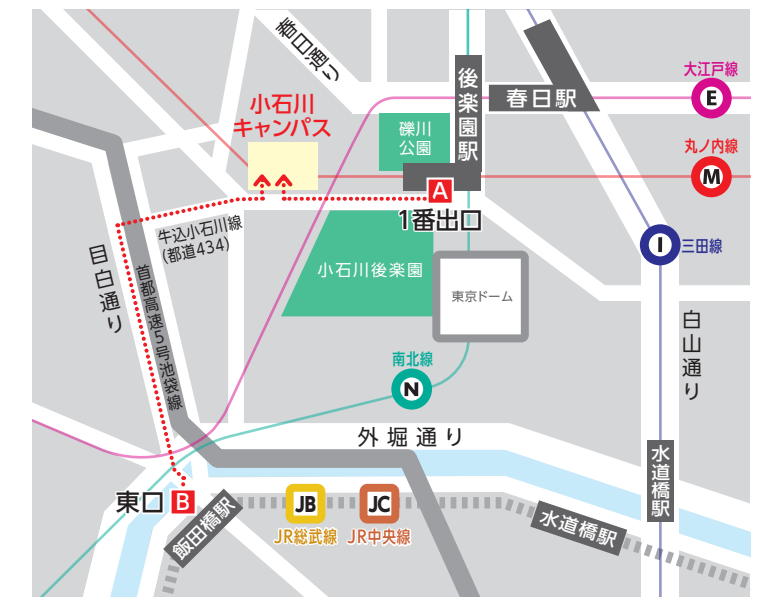 春日通り
後楽園駅
春日駅
大江戸線
E
小石川
キャンパス
礫川
公園
丸ノ内線
M
A
1番出口
牛込小石川線
(都道434)
I
三田線
目白通り
首都高速5号池袋線
小石川後楽園
東京ドーム
白山通り
南北線
N
外堀通り
水道橋駅
東口
B
飯田橋駅
JB
JR総武線
JC
JR中央線
水道橋駅